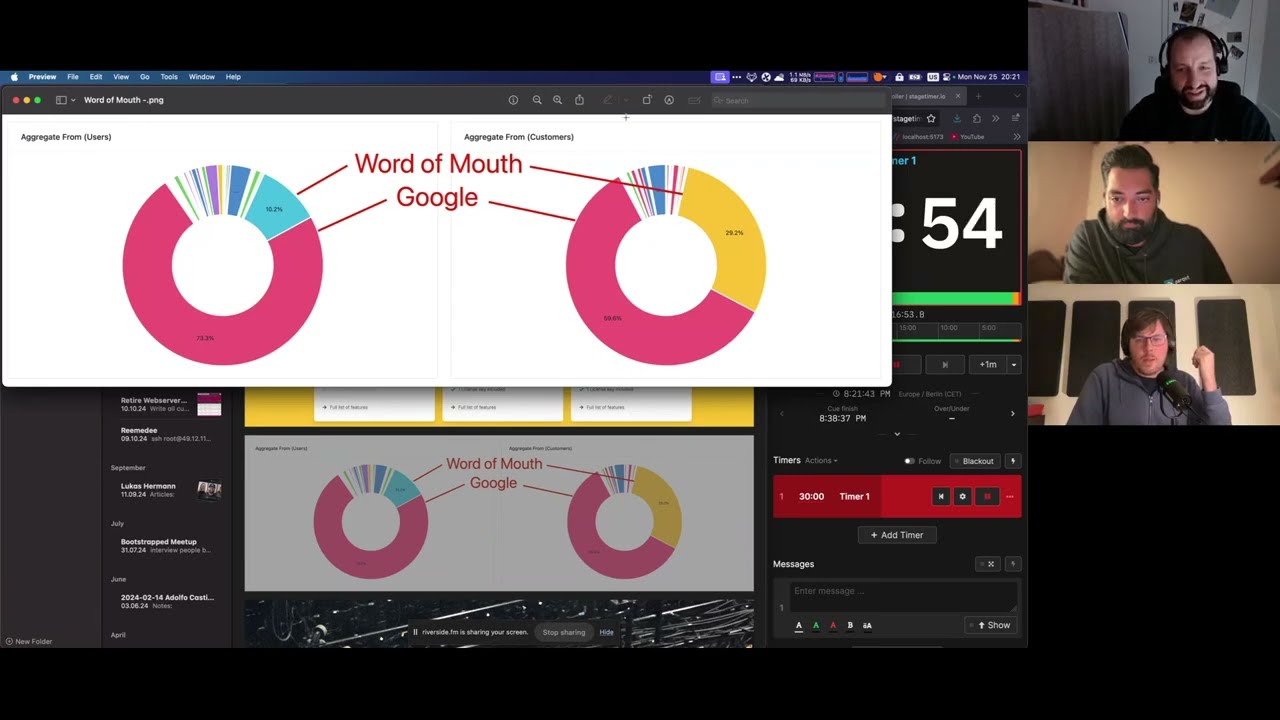 Preview File Edit View Go Tools Window Help
US Mon Nov 25 20:21
Word of Mouth -.png
Search
oiler | stagetimer.io
stagetim
localhost:5173 YouTube
Aggregate From (Users)
Aggregate From (Customers)
Word of Mouth
Google
10.2%
73.3%
29.2%
59.6%
mer 1
:54
16:53.8
15:00 10:00 5:00
+1m
8:21:43 PM Europe / Berlin (CET)
Cue finish
8:38:37 PM
Over/Under
–
Timers Actions
Follow
Blackout
1 30:00 Timer 1
+ Add Timer
Messages
Enter message ...
1
A A A B aA
Show
Retire Webserver...
10.10.24 Write all cu...
Reemedee
09.10.24 ssh root@49.12.11...
September
Lukas Hermann
11.09.24 Articles:
July
Bootstrapped Meetup
31.07.24 interview people b...
June
2024-02-14 Adolfo Casti...
03.06.24 Notes:
April
New Folder
Full list of features
Full list of features
Full list of features
Aggregate From (Users)
Aggregate From (Customers)
Word of Mouth
Google
riverside.fm is sharing your screen.
Stop sharing
Hide